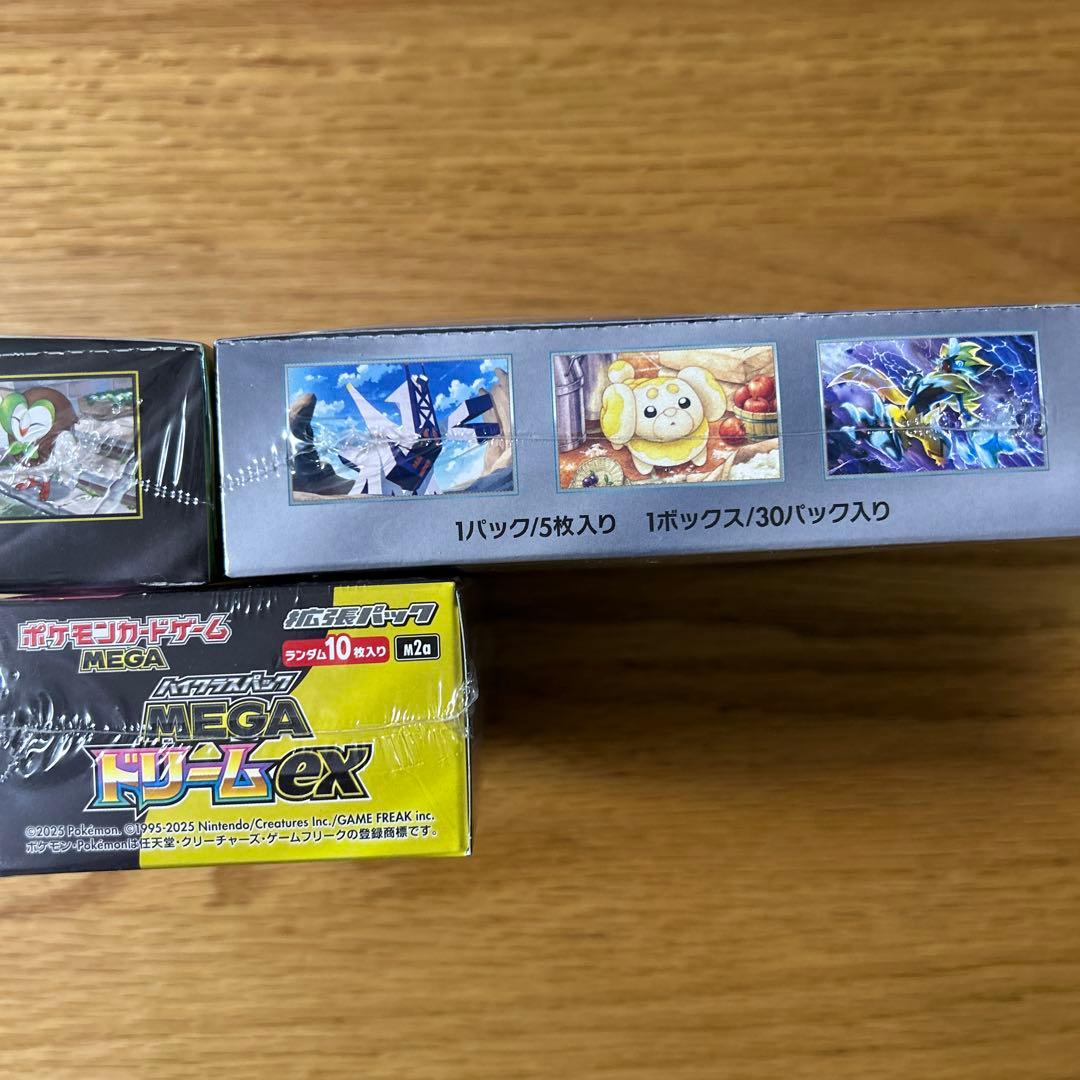 1パック/5枚入り 1ボックス/30パック入り
ポケモンカードゲーム
MEGA
拡張パック
ランダム10枚入り M2a
ハイクラスパック
MEGA
ドリームex
©2025 Pokémon. ©1995-2025 Nintendo/Creatures Inc./GAME FREAK inc.
ポケモン・Pokémonは任天堂・クリーチャーズ・ゲームフリークの登録商標です。